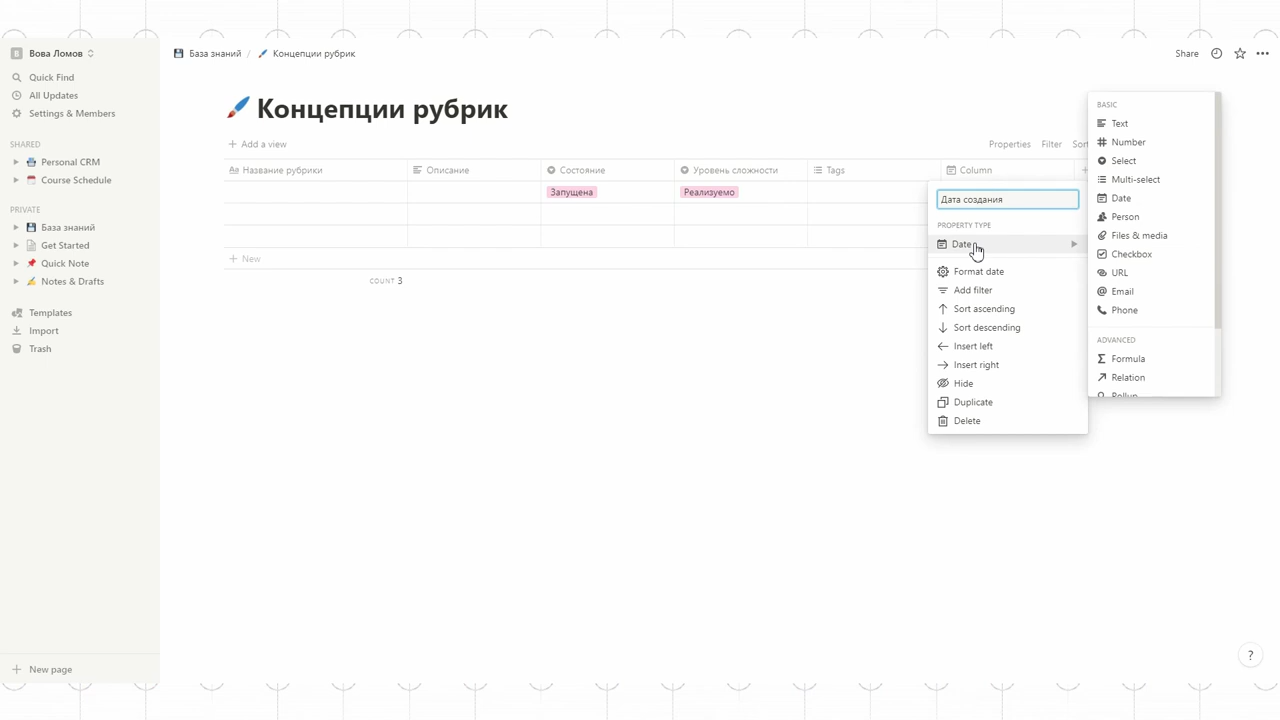 В Вова Ломов
Quick Find
All Updates
Settings & Members
SHARED
Personal CRM
Course Schedule
PRIVATE
База знаний
Get Started
Quick Note
Notes & Drafts
Templates
Import
Trash
New page
База знаний / Концепции рубрик
Share
Концепции рубрик
Add a view
Properties Filter Sort
Aa Название рубрики Описание Состояние Уровень сложности Tags Column
Запущена Реализуемо
New
COUNT 3
Дата создания
PROPERTY TYPE
Date
Format date
Add filter
Sort ascending
Sort descending
Insert left
Insert right
Hide
Duplicate
Delete
BASIC
Text
Number
Select
Multi-select
Date
Person
Files & media
Checkbox
URL
Email
Phone
ADVANCED
Formula
Relation
Rollup
?